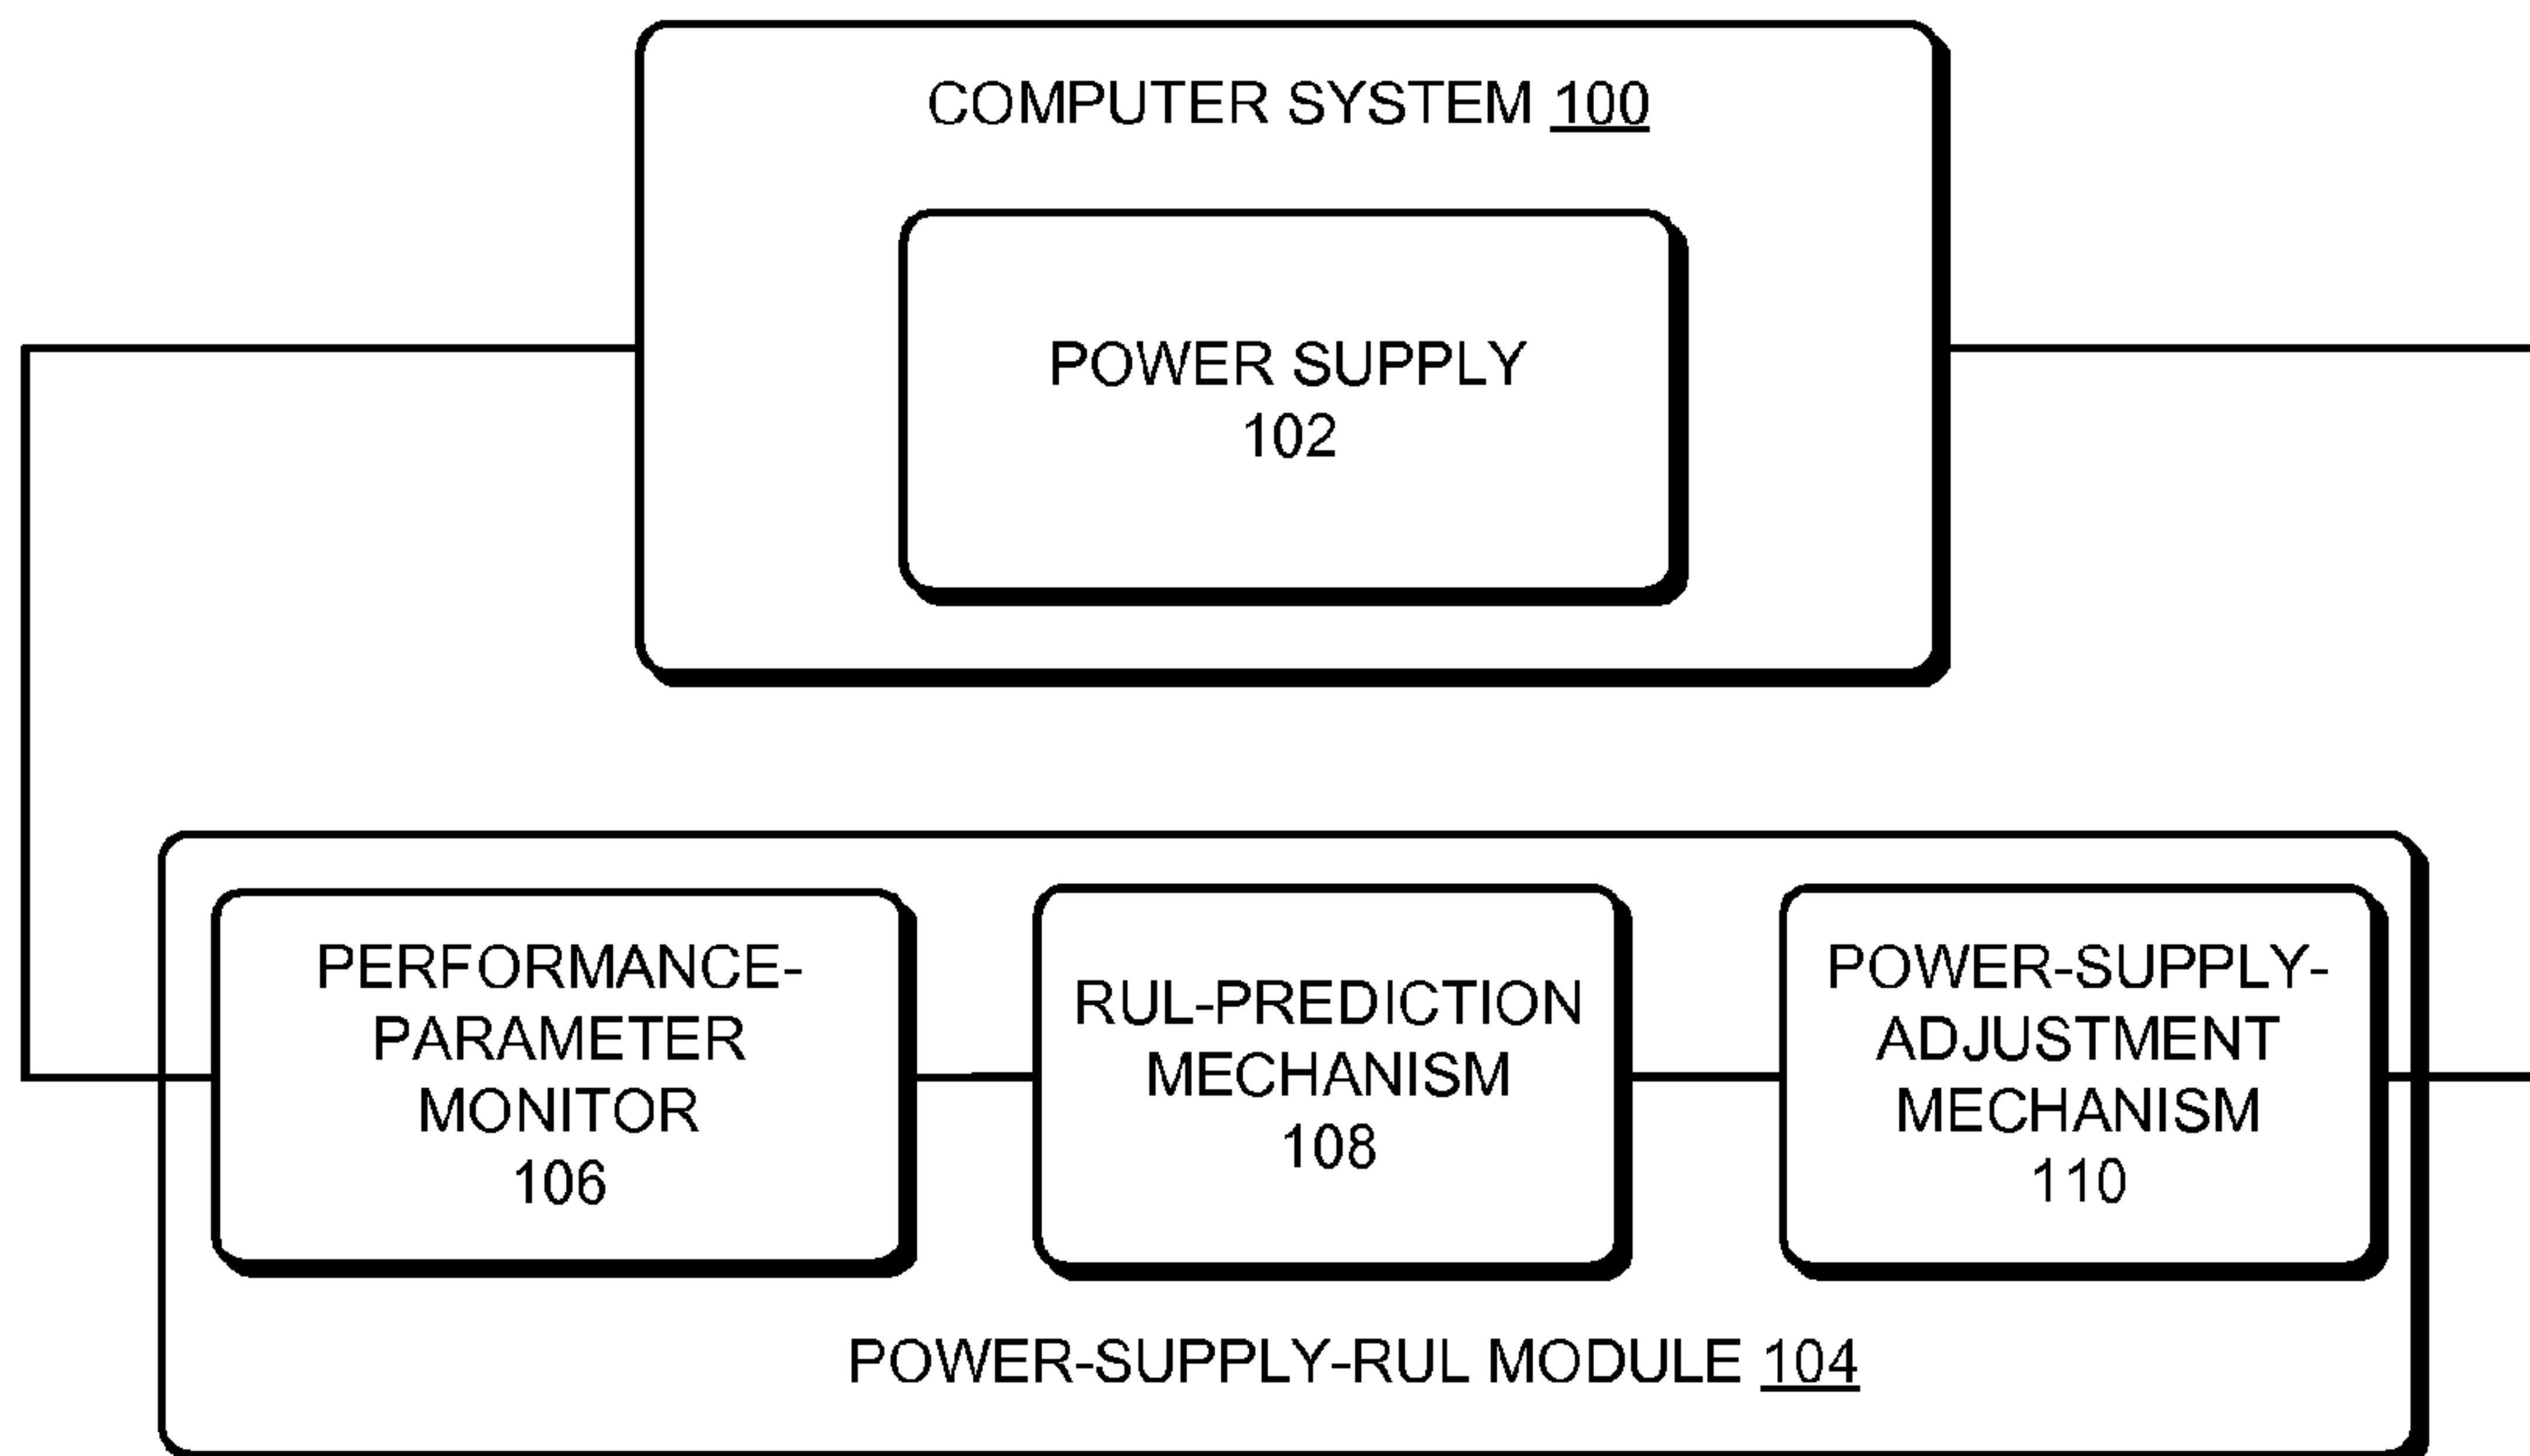 COMPUTER SYSTEM 100
POWER SUPPLY
102
PERFORMANCE-
PARAMETER
MONITOR
106
RUL-PREDICTION
MECHANISM
108
POWER-SUPPLY-
ADJUSTMENT
MECHANISM
110
POWER-SUPPLY-RUL MODULE 104